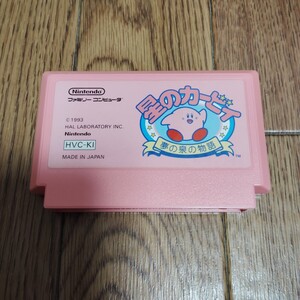 Nintendo
ファミリー コンピュータ
©1993
HAL LABORATORY INC.
Nintendo
HVC-KI
MADE IN JAPAN
星のカービィ
夢の泉の物語
TM